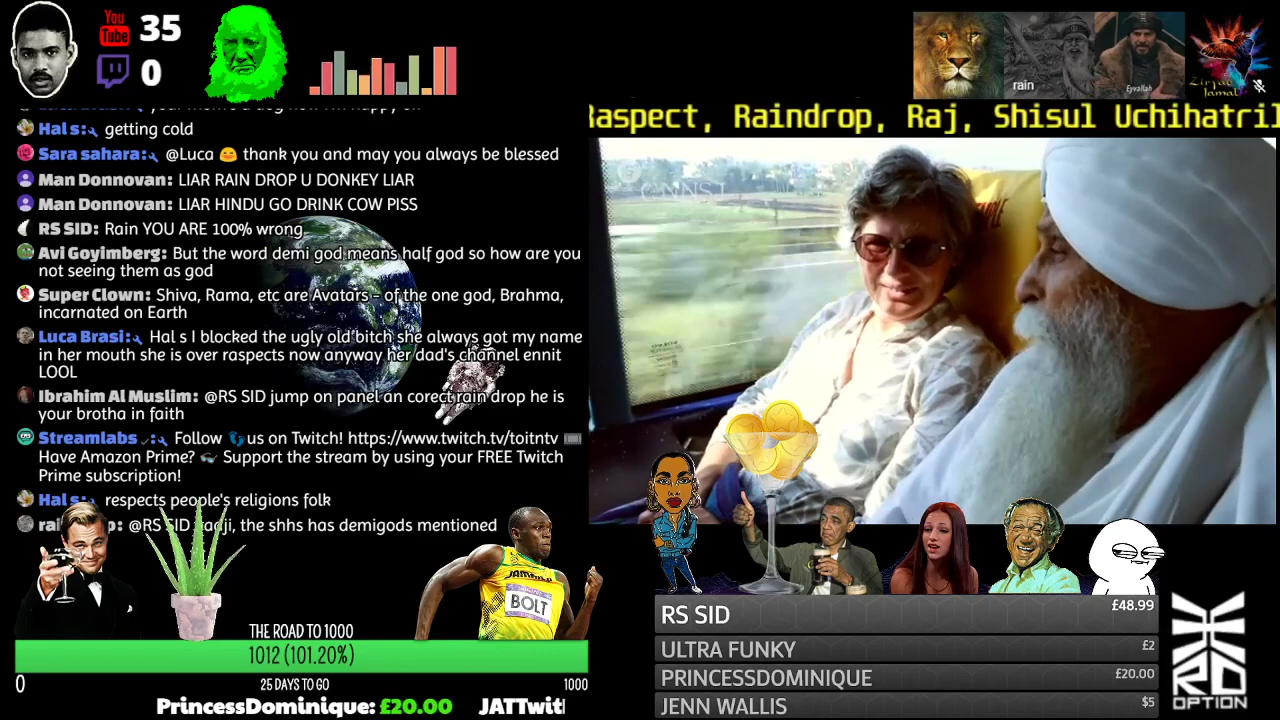 You Tube 35
0
rain
Eyvallah
Ziryad Jamal
Raspect, Raindrop, Raj, Shisul Uchihatril
Hal s: getting cold
Sara sahara: @Luca 😊 thank you and may you always be blessed
Man Donnovan: LIAR RAIN DROP U DONKEY LIAR
Man Donnovan: LIAR HINDU GO DRINK COW PISS
RS SID: Rain YOU ARE 100% wrong
Avi Goyimberg: But the word demi god means half god so how are you
not seeing them as god
Super Clown: Shiva, Rama, etc are Avatars - of the one god, Brahma,
incarnated on Earth
Luca Brasi: Hal s I blocked the ugly old bitch she always got my name
in her mouth she is over raspects now anyway her dad's channel ennit
LOOL
Ibrahim Al Muslim: @RS SID jump on panel an corect rain drop he is
your brotha in faith
Streamlabs ✓: Follow 👣 us on Twitch! https://www.twitch.tv/toitntv
Have Amazon Prime? Support the stream by using your FREE Twitch
Prime subscription!
Hal s: respects people's religions folk
@RS SID the shhs has demigods mentioned
JAMAICA
BOLT
THE ROAD TO 1000
1012 (101.20%)
0
25 DAYS TO GO
1000
PrincessDominique: £20.00 JATTwitl
RS SID £48.99
ULTRA FUNKY £2
PRINCESSDOMINIQUE £20.00
JENN WALLIS $5
OPTION